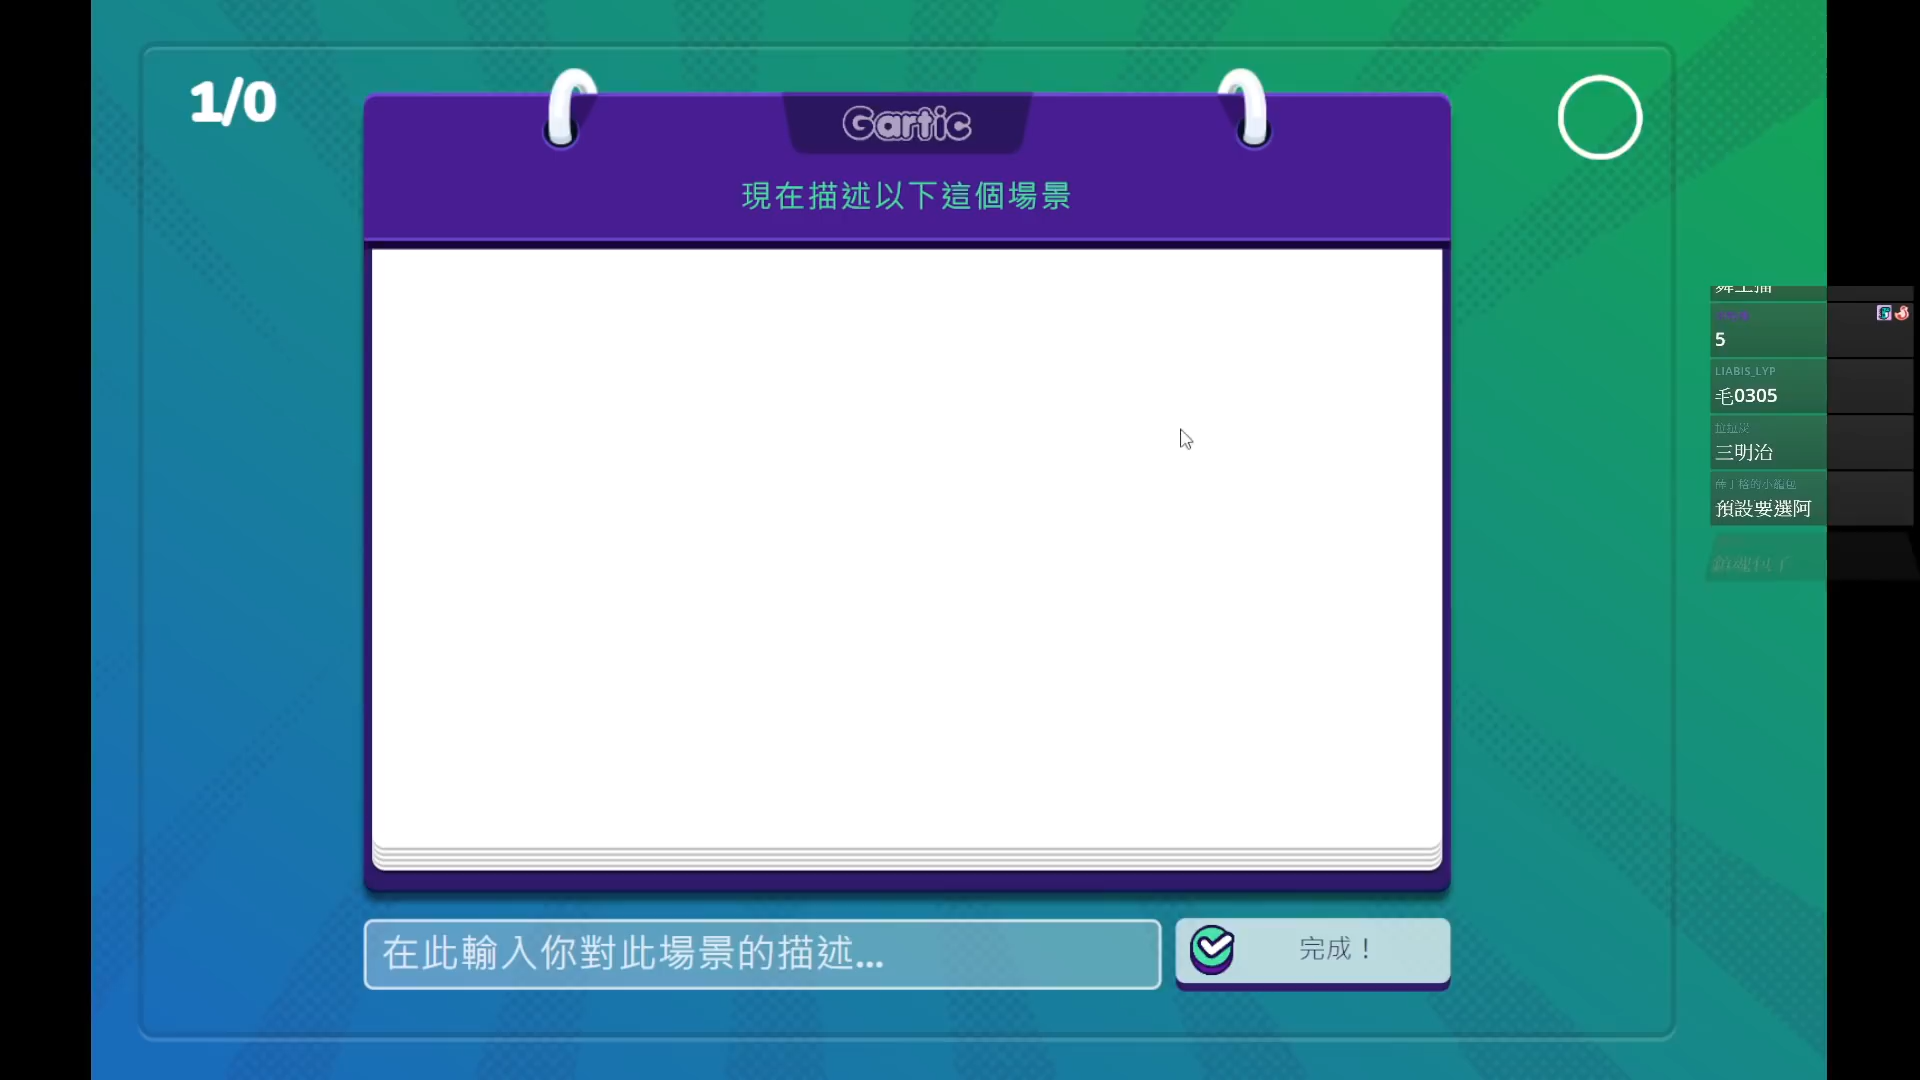 1/0
Gartic
現在描述以下這個場景
5
LIABIS_LYP
毛0305
三明治
預設要選阿
在此輸入你對此場景的描述...
完成！